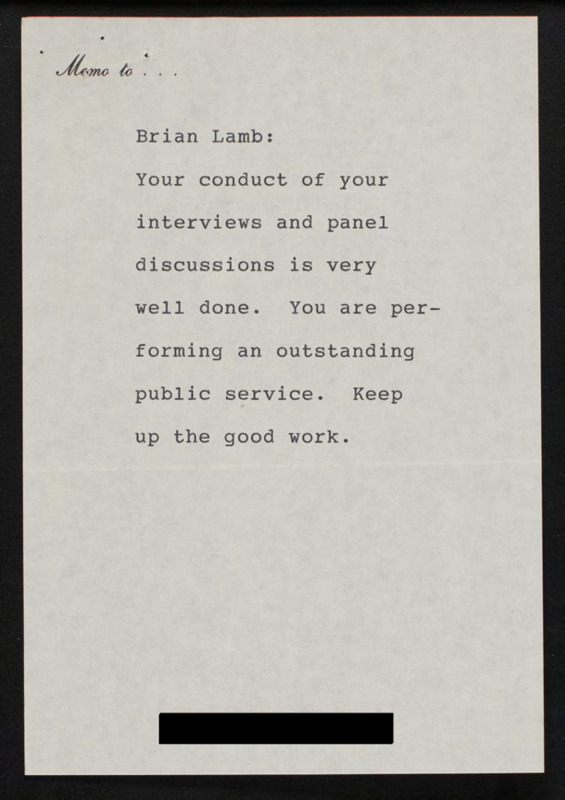 Memo to . . .
Brian Lamb:
Your conduct of your
interviews and panel
discussions is very
well done.  You are per-
forming an outstanding
public service.  Keep
up the good work.